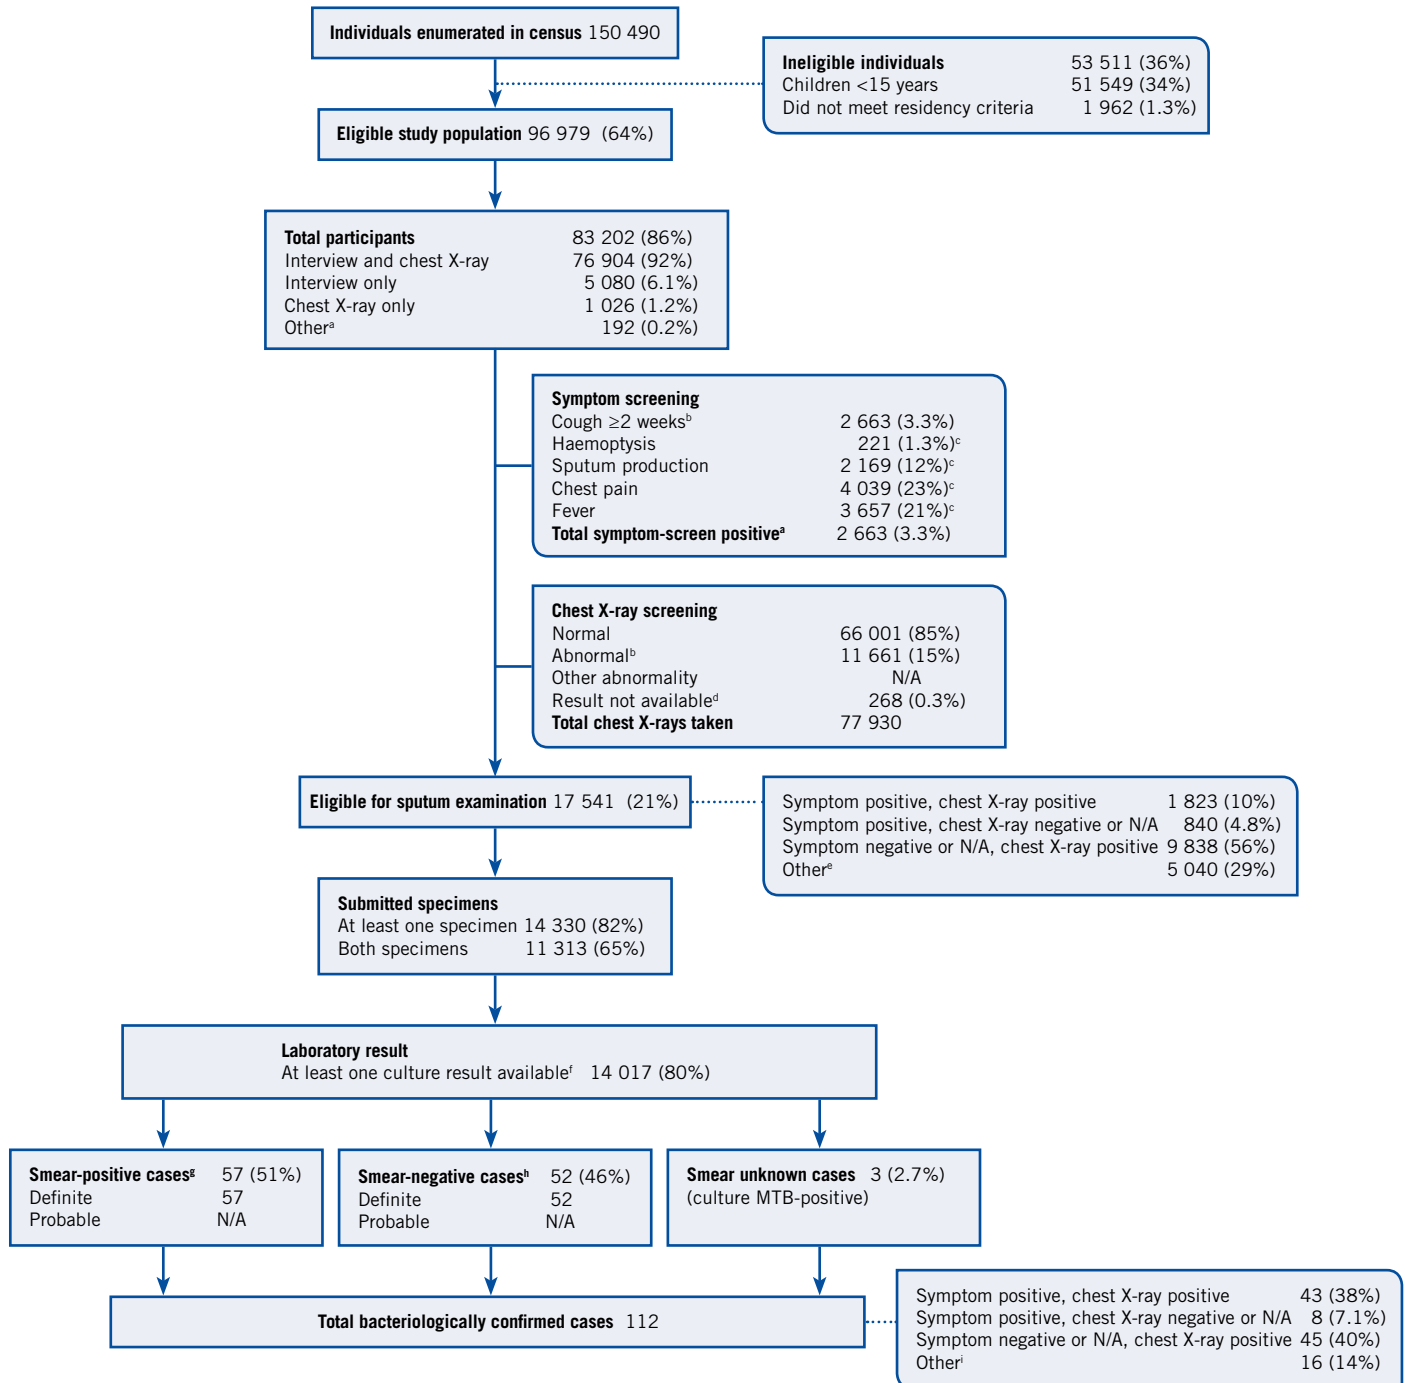 Individuals enumerated in census 150 490
Ineligible individuals 53 511 (36%)
Children <15 years 51 549 (34%)
Did not meet residency criteria 1 962 (1.3%)
Eligible study population 96 979 (64%)
Total participants 83 202 (86%)
Interview and chest X-ray 76 904 (92%)
Interview only 5 080 (6.1%)
Chest X-ray only 1 026 (1.2%)
Otherᵃ 192 (0.2%)
Symptom screening
Cough ≥2 weeksᵇ 2 663 (3.3%)
Haemoptysis 221 (1.3%)ᶜ
Sputum production 2 169 (12%)ᶜ
Chest pain 4 039 (23%)ᶜ
Fever 3 657 (21%)ᶜ
Total symptom-screen positiveᵃ 2 663 (3.3%)
Chest X-ray screening
Normal 66 001 (85%)
Abnormalᵇ 11 661 (15%)
Other abnormality N/A
Result not availableᵈ 268 (0.3%)
Total chest X-rays taken 77 930
Eligible for sputum examination 17 541 (21%)
Symptom positive, chest X-ray positive 1 823 (10%)
Symptom positive, chest X-ray negative or N/A 840 (4.8%)
Symptom negative or N/A, chest X-ray positive 9 838 (56%)
Otherᵉ 5 040 (29%)
Submitted specimens
At least one specimen 14 330 (82%)
Both specimens 11 313 (65%)
Laboratory result
At least one culture result availableᶠ 14 017 (80%)
Smear-positive casesᵍ 57 (51%)
Definite 57
Probable N/A
Smear-negative casesʰ 52 (46%)
Definite 52
Probable N/A
Smear unknown cases 3 (2.7%)
(culture MTB-positive)
Total bacteriologically confirmed cases 112
Symptom positive, chest X-ray positive 43 (38%)
Symptom positive, chest X-ray negative or N/A 8 (7.1%)
Symptom negative or N/A, chest X-ray positive 45 (40%)
Otherⁱ 16 (14%)